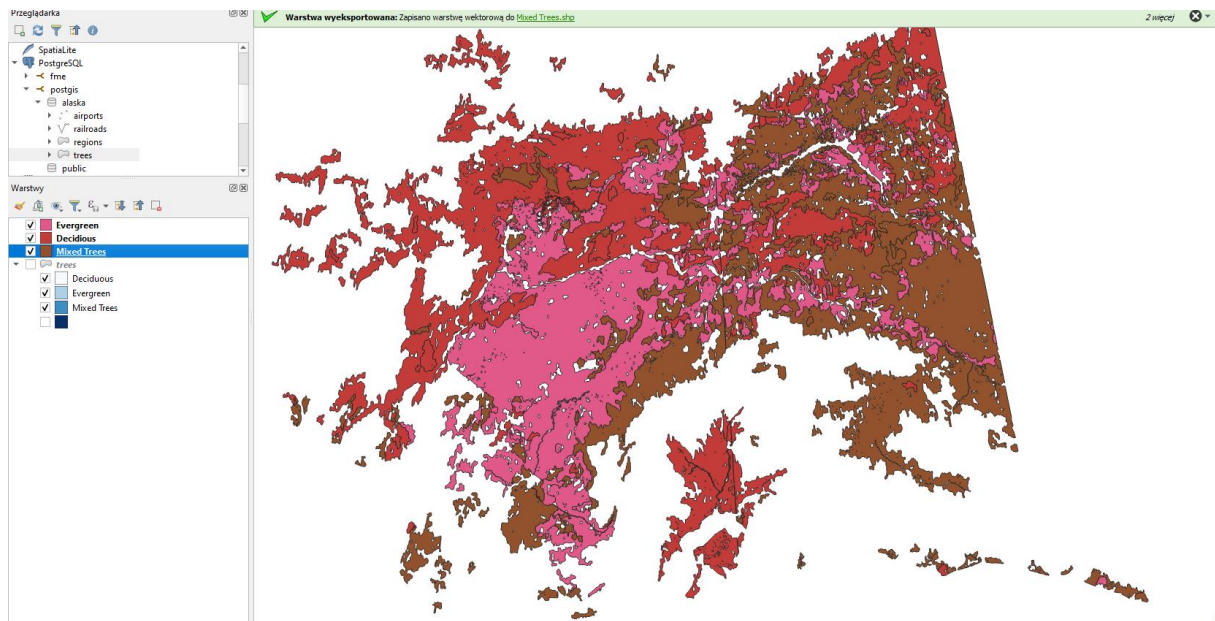 Przeglądarka
SpatiaLite
PostgreSQL
fme
postgis
alaska
airports
railroads
regions
trees
public
Warstwy
Evergreen
Decidious
Mixed Trees
trees
Deciduous
Evergreen
Mixed Trees
Warstwa wyeksportowana: Zapisano warstwę wektorową do Mixed Trees.shp
2 więcej